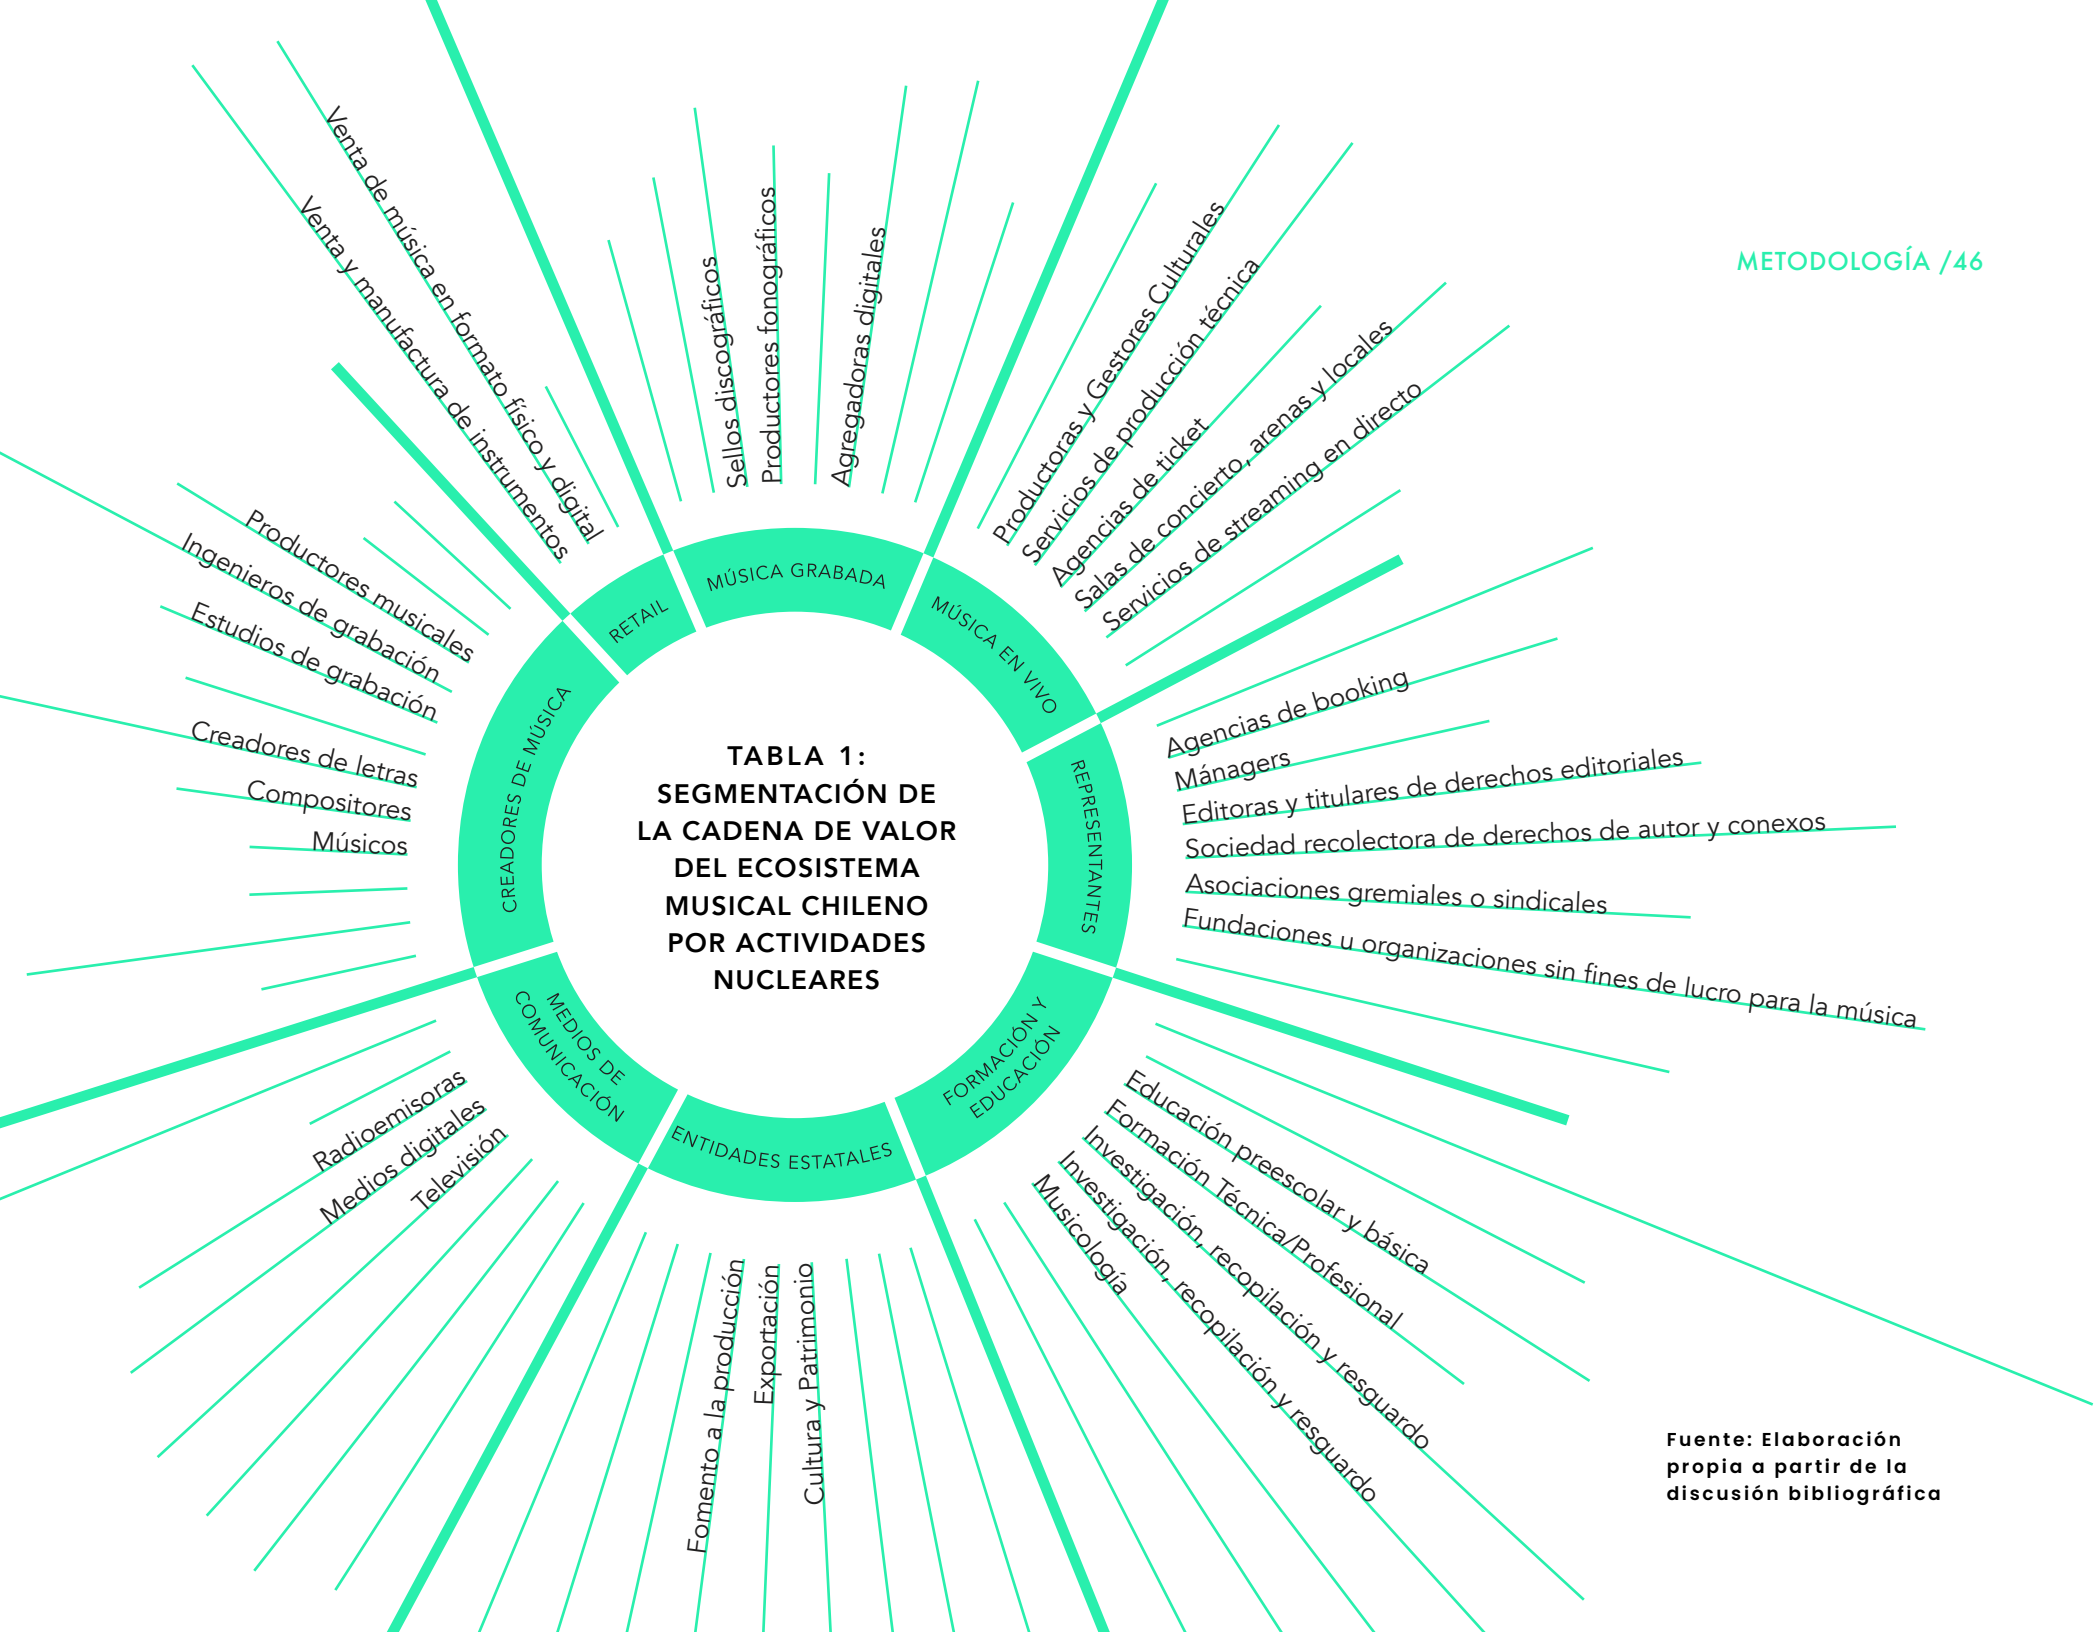 METODOLOGÍA /46
TABLA 1:
SEGMENTACIÓN DE
LA CADENA DE VALOR
DEL ECOSISTEMA
MUSICAL CHILENO
POR ACTIVIDADES
NUCLEARES
RETAIL
Venta y manufactura de instrumentos
Venta de música en formato físico y digital
MÚSICA GRABADA
Sellos discográficos
Productores fonográficos
Agregadoras digitales
MÚSICA EN VIVO
Productoras y Gestores Culturales
Servicios de producción técnica
Agencias de ticket
Salas de concierto, arenas y locales
Servicios de streaming en directo
REPRESENTANTES
Agencias de booking
Mánagers
Editoras y titulares de derechos editoriales
Sociedad recolectora de derechos de autor y conexos
Asociaciones gremiales o sindicales
Fundaciones u organizaciones sin fines de lucro para la música
FORMACIÓN Y
EDUCACIÓN
Educación preescolar y básica
Formación Técnica/Profesional
Investigación, recopilación y resguardo
Investigación, recopilación y resguardo
Musicología
ENTIDADES ESTATALES
Fomento a la producción
Exportación
Cultura y Patrimonio
MEDIOS DE
COMUNICACIÓN
Radioemisoras
Medios digitales
Televisión
CREADORES DE MÚSICA
Productores musicales
Ingenieros de grabación
Estudios de grabación
Creadores de letras
Compositores
Músicos
Fuente: Elaboración
propia a partir de la
discusión bibliográfica